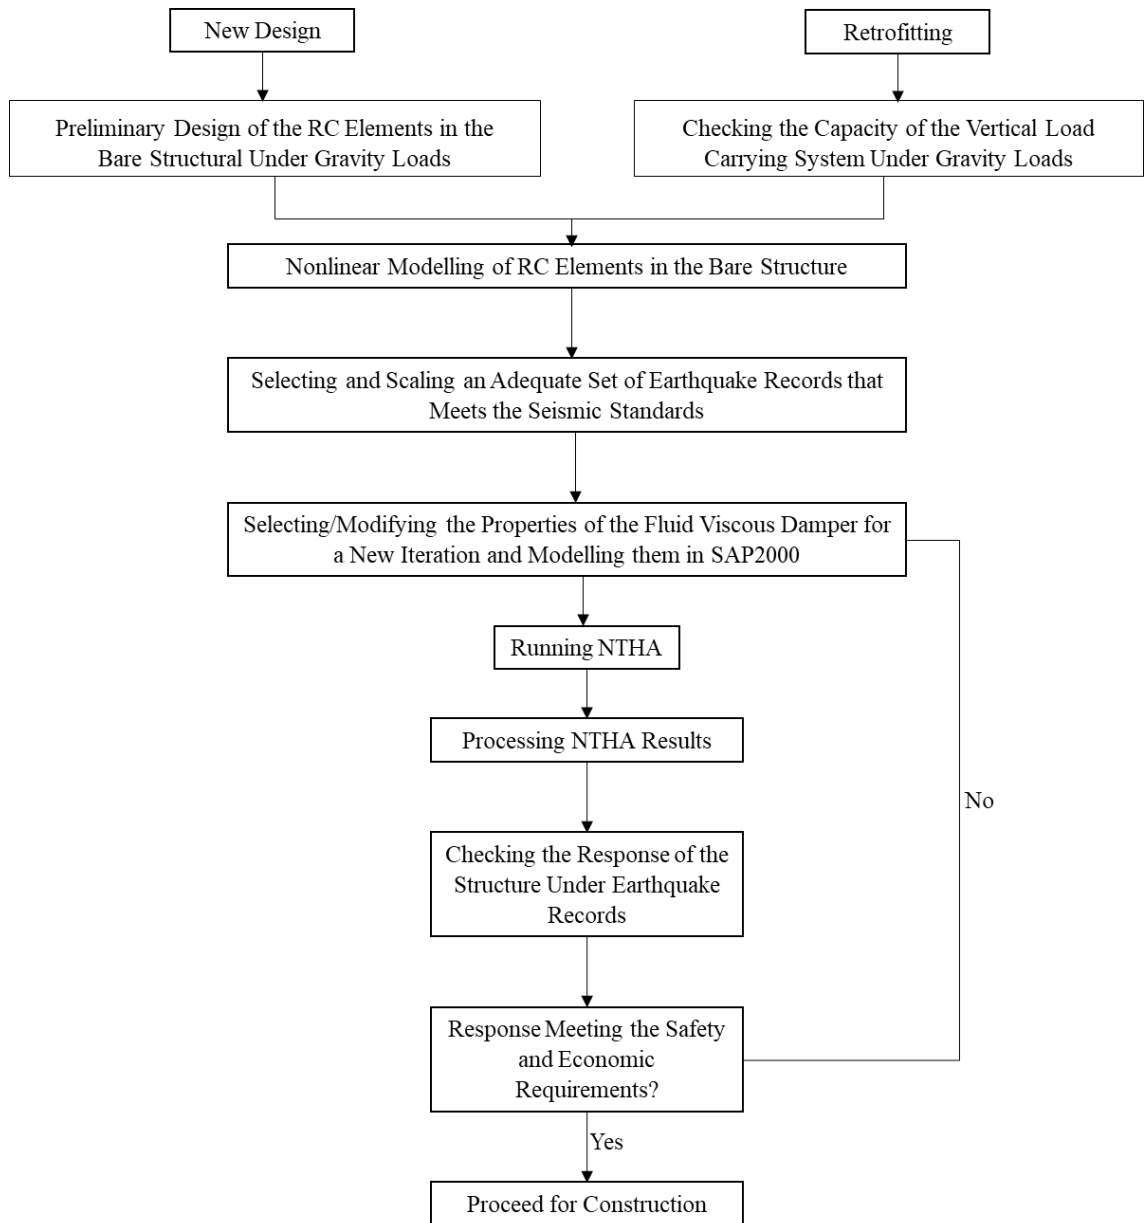 New Design
Retrofitting
Preliminary Design of the RC Elements in the
Bare Structural Under Gravity Loads
Checking the Capacity of the Vertical Load
Carrying System Under Gravity Loads
Nonlinear Modelling of RC Elements in the Bare Structure
Selecting and Scaling an Adequate Set of Earthquake Records that
Meets the Seismic Standards
Selecting/Modifying the Properties of the Fluid Viscous Damper for
a New Iteration and Modelling them in SAP2000
Running NTHA
Processing NTHA Results
No
Checking the Response of the
Structure Under Earthquake
Records
Response Meeting the Safety
and Economic
Requirements?
Yes
Proceed for Construction